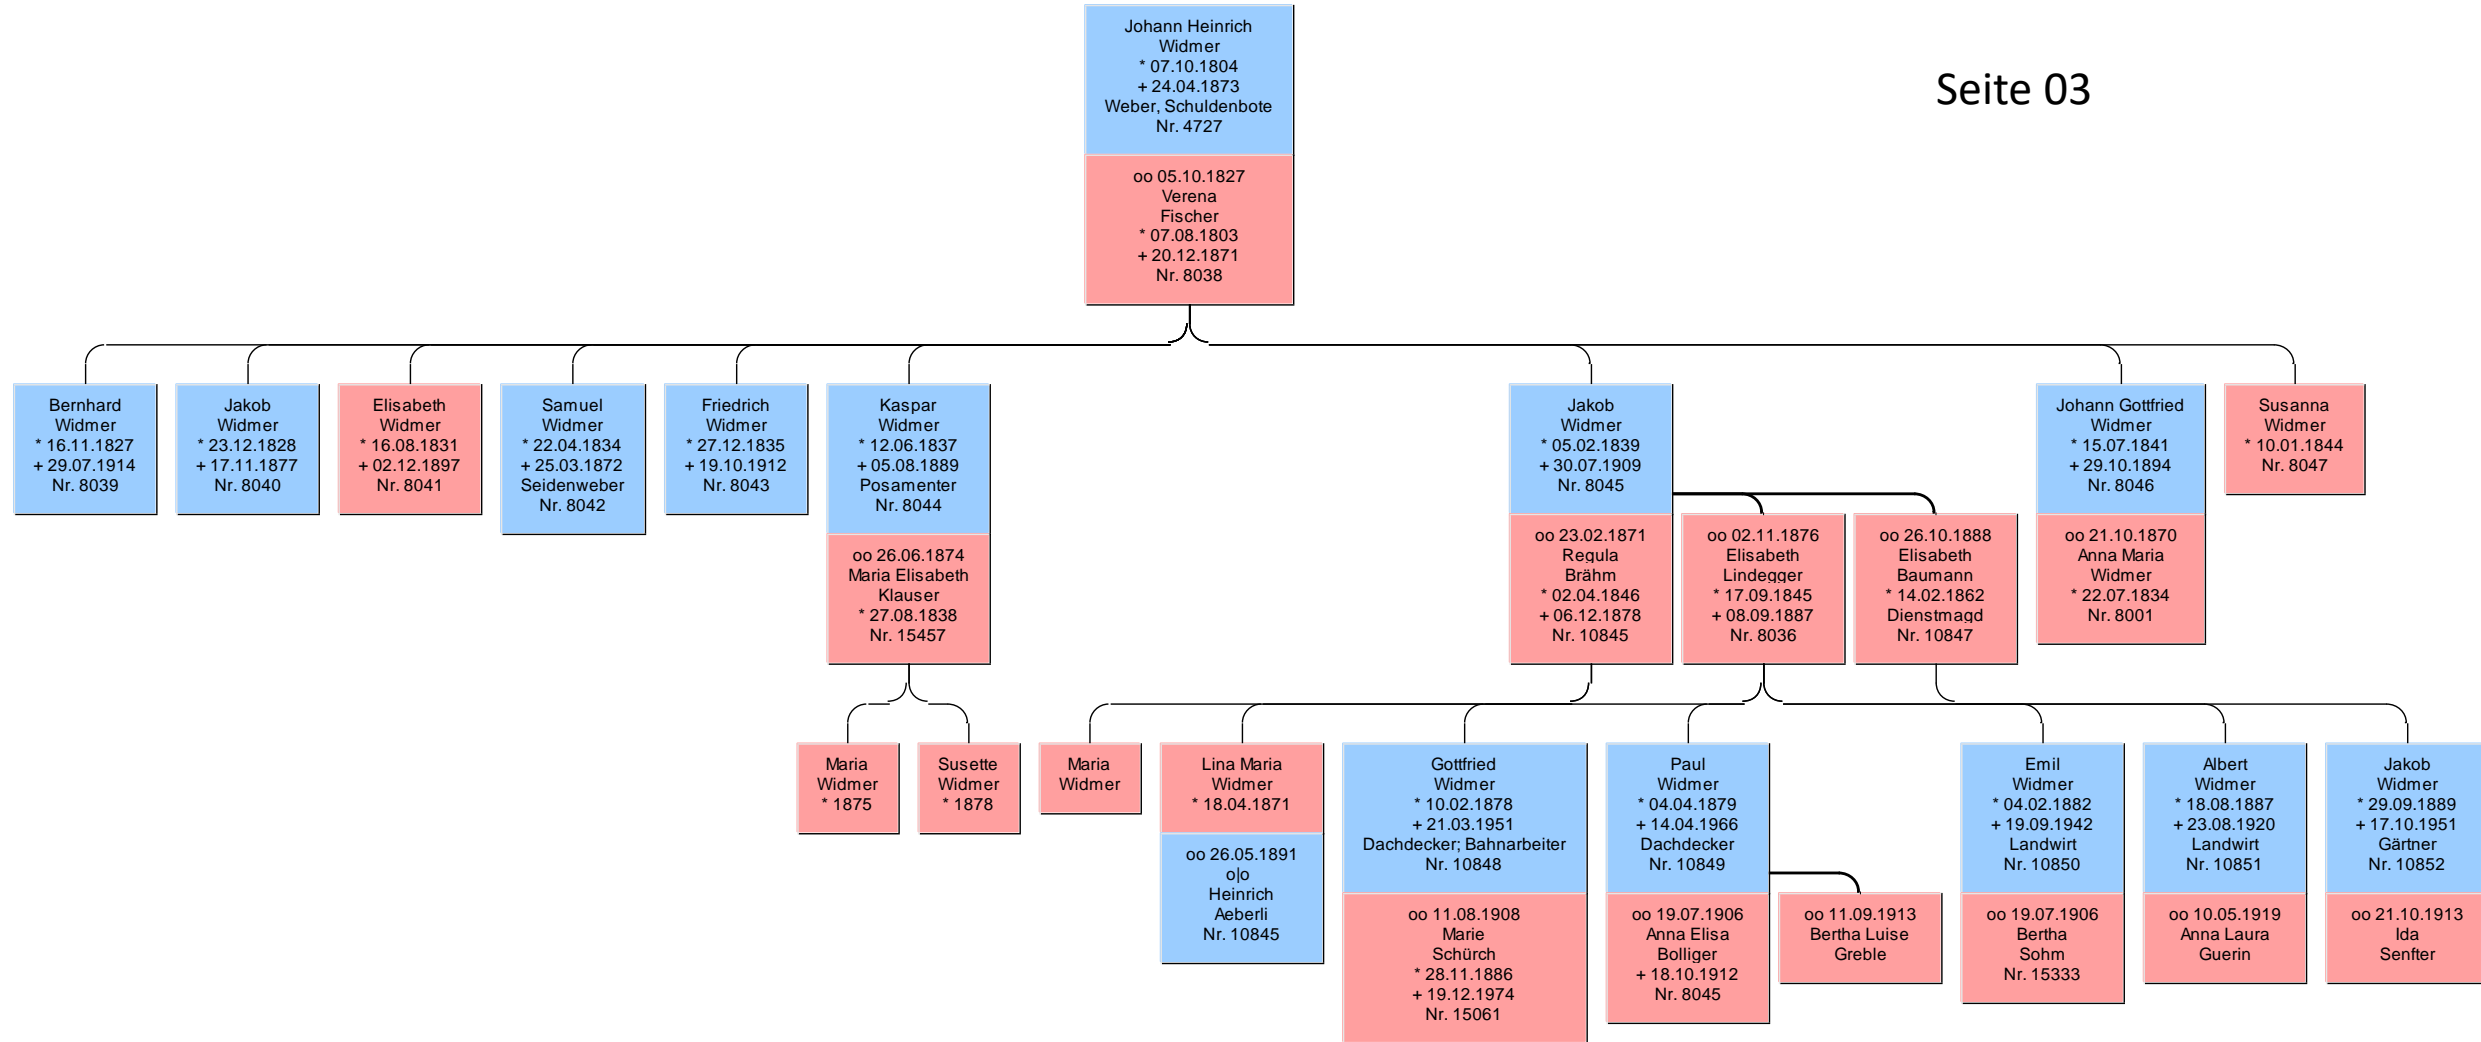 Johann Heinrich
Widmer
* 07.10.1804
+ 24.04.1873
Weber, Schuldenbote
Nr. 4727
oo 05.10.1827
Verena
Fischer
* 07.08.1803
+ 20.12.1871
Nr. 8038
Seite 03
Bernhard
Widmer
* 16.11.1827
+ 29.07.1914
Nr. 8039
Jakob
Widmer
* 23.12.1828
+ 17.11.1877
Nr. 8040
Elisabeth
Widmer
* 16.08.1831
+ 02.12.1897
Nr. 8041
Samuel
Widmer
* 22.04.1834
+ 25.03.1872
Seidenweber
Nr. 8042
Friedrich
Widmer
* 27.12.1835
+ 19.10.1912
Nr. 8043
Kaspar
Widmer
* 12.06.1837
+ 05.08.1889
Posamenter
Nr. 8044
oo 26.06.1874
Maria Elisabeth
Klauser
* 27.08.1838
Nr. 15457
Jakob
Widmer
* 05.02.1839
+ 30.07.1909
Nr. 8045
oo 23.02.1871
Regula
Brähm
* 02.04.1846
+ 06.12.1878
Nr. 10845
oo 02.11.1876
Elisabeth
Lindegger
* 17.09.1845
+ 08.09.1887
Nr. 8036
oo 26.10.1888
Elisabeth
Baumann
* 14.02.1862
Dienstmagd
Nr. 10847
Johann Gottfried
Widmer
* 15.07.1841
+ 29.10.1894
Nr. 8046
oo 21.10.1870
Anna Maria
Widmer
* 22.07.1834
Nr. 8001
Susanna
Widmer
* 10.01.1844
Nr. 8047
Maria
Widmer
* 1875
Susette
Widmer
* 1878
Maria
Widmer
Lina Maria
Widmer
* 18.04.1871
oo 26.05.1891
o|o
Heinrich
Aeberli
Nr. 10845
Gottfried
Widmer
* 10.02.1878
+ 21.03.1951
Dachdecker; Bahnarbeiter
Nr. 10848
oo 11.08.1908
Marie
Schürch
* 28.11.1886
+ 19.12.1974
Nr. 15061
Paul
Widmer
* 04.04.1879
+ 14.04.1966
Dachdecker
Nr. 10849
oo 19.07.1906
Anna Elisa
Bolliger
+ 18.10.1912
Nr. 8045
oo 11.09.1913
Bertha Luise
Greble
Emil
Widmer
* 04.02.1882
+ 19.09.1942
Landwirt
Nr. 10850
oo 19.07.1906
Bertha
Sohm
Nr. 15333
Albert
Widmer
* 18.08.1887
+ 23.08.1920
Landwirt
Nr. 10851
oo 10.05.1919
Anna Laura
Guerin
Jakob
Widmer
* 29.09.1889
+ 17.10.1951
Gärtner
Nr. 10852
oo 21.10.1913
Ida
Senfter